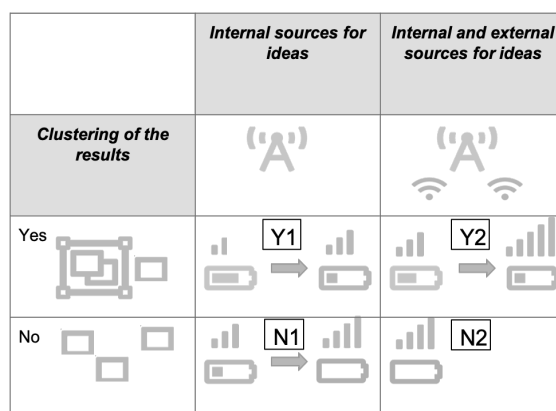 Internal sources for
ideas
Internal and external
sources for ideas
Clustering of the
results
Yes
Y1
Y2
No
N1
N2